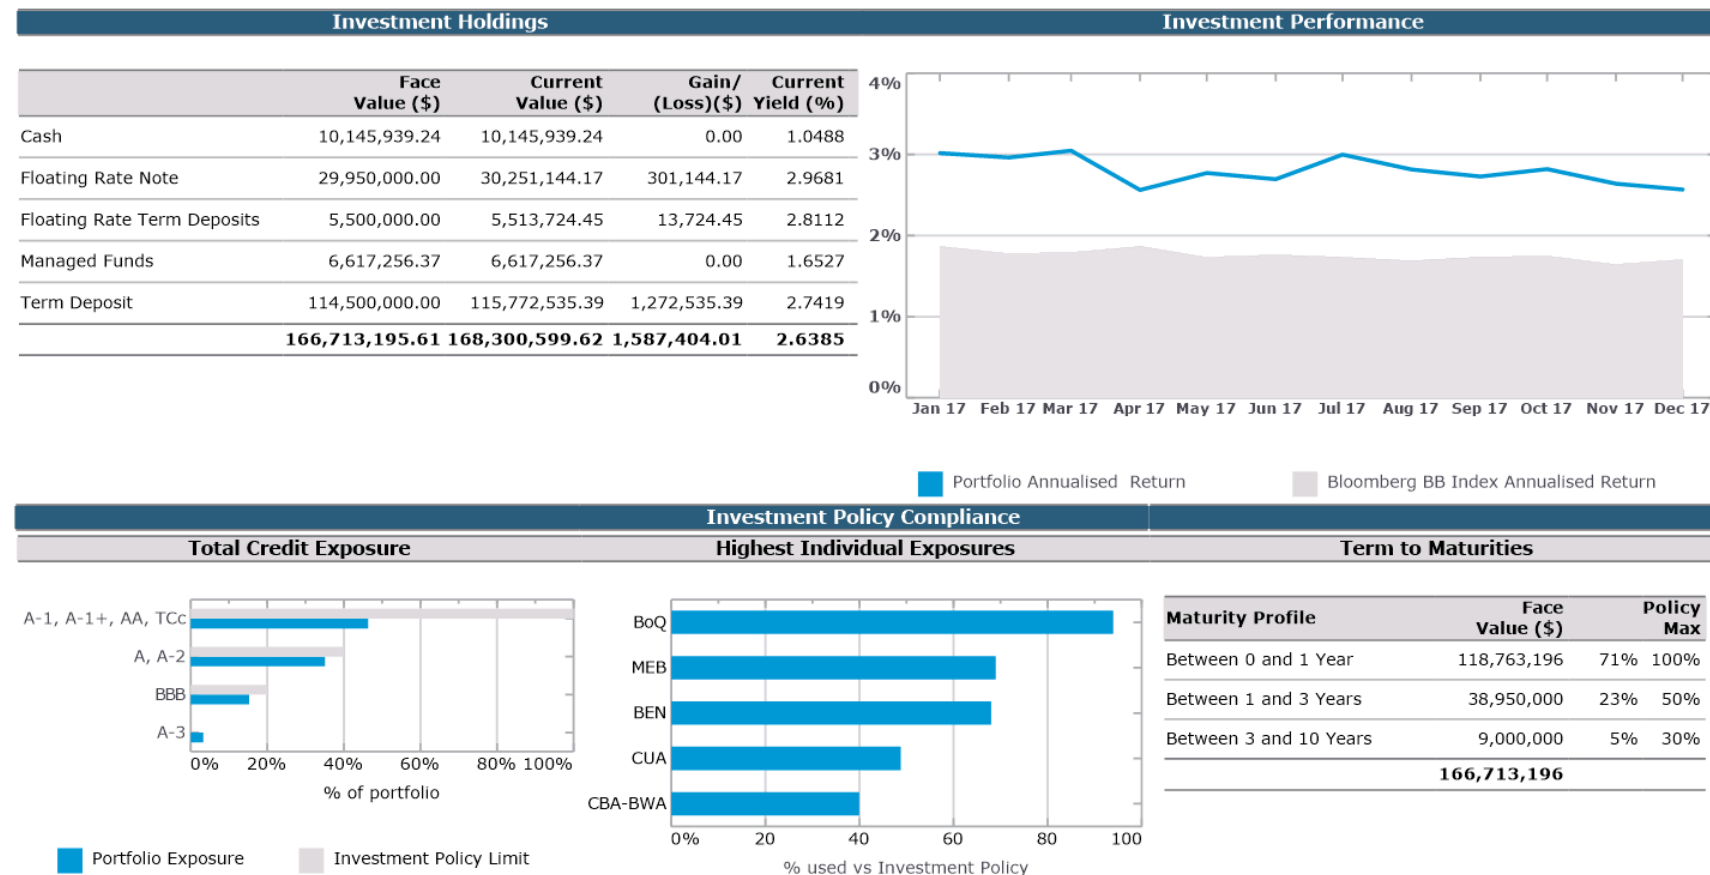 Investment Holdings
Investment Performance
Face Current Gain/ Current
Value ($) Value ($) (Loss)($) Yield (%)
Cash 10,145,939.24 10,145,939.24 0.00 1.0488
Floating Rate Note 29,950,000.00 30,251,144.17 301,144.17 2.9681
Floating Rate Term Deposits 5,500,000.00 5,513,724.45 13,724.45 2.8112
Managed Funds 6,617,256.37 6,617,256.37 0.00 1.6527
Term Deposit 114,500,000.00 115,772,535.39 1,272,535.39 2.7419
166,713,195.61 168,300,599.62 1,587,404.01 2.6385
4%
3%
2%
1%
0%
Jan 17 Feb 17 Mar 17 Apr 17 May 17 Jun 17 Jul 17 Aug 17 Sep 17 Oct 17 Nov 17 Dec 17
Portfolio Annualised Return Bloomberg BB Index Annualised Return
Investment Policy Compliance
Total Credit Exposure
A-1, A-1+, AA, TCc
A, A-2
BBB
A-3
0% 20% 40% 60% 80% 100%
% of portfolio
Portfolio Exposure Investment Policy Limit
Highest Individual Exposures
BoQ
MEB
BEN
CUA
CBA-BWA
0% 20 40 60 80 100
% used vs Investment Policy
Term to Maturities
Face Policy
Maturity Profile Value ($) Max
Between 0 and 1 Year 118,763,196 71% 100%
Between 1 and 3 Years 38,950,000 23% 50%
Between 3 and 10 Years 9,000,000 5% 30%
166,713,196